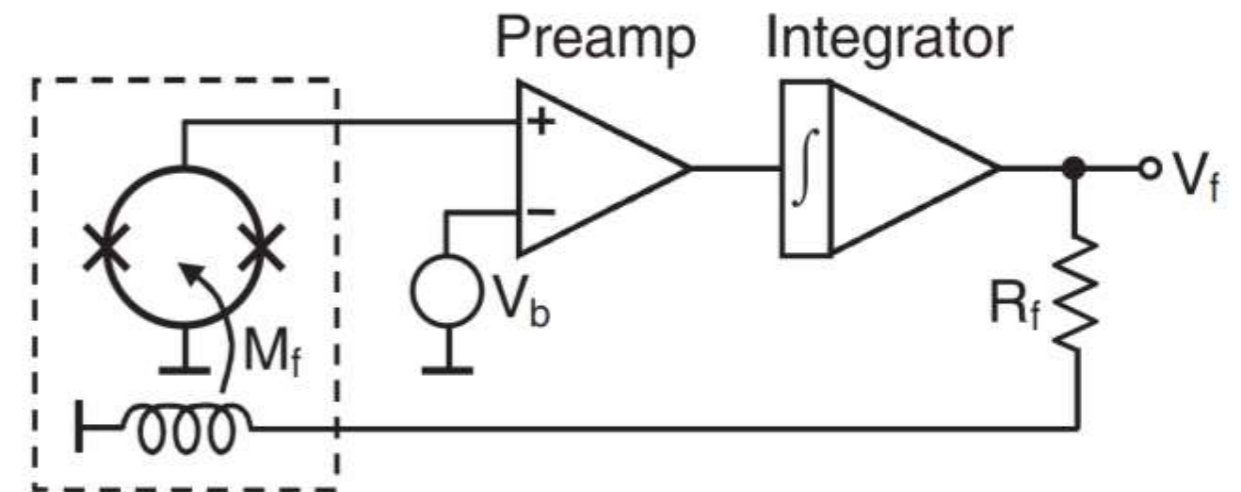 Preamp
Integrator
+
−
∫
V_f
V_b
R_f
M_f